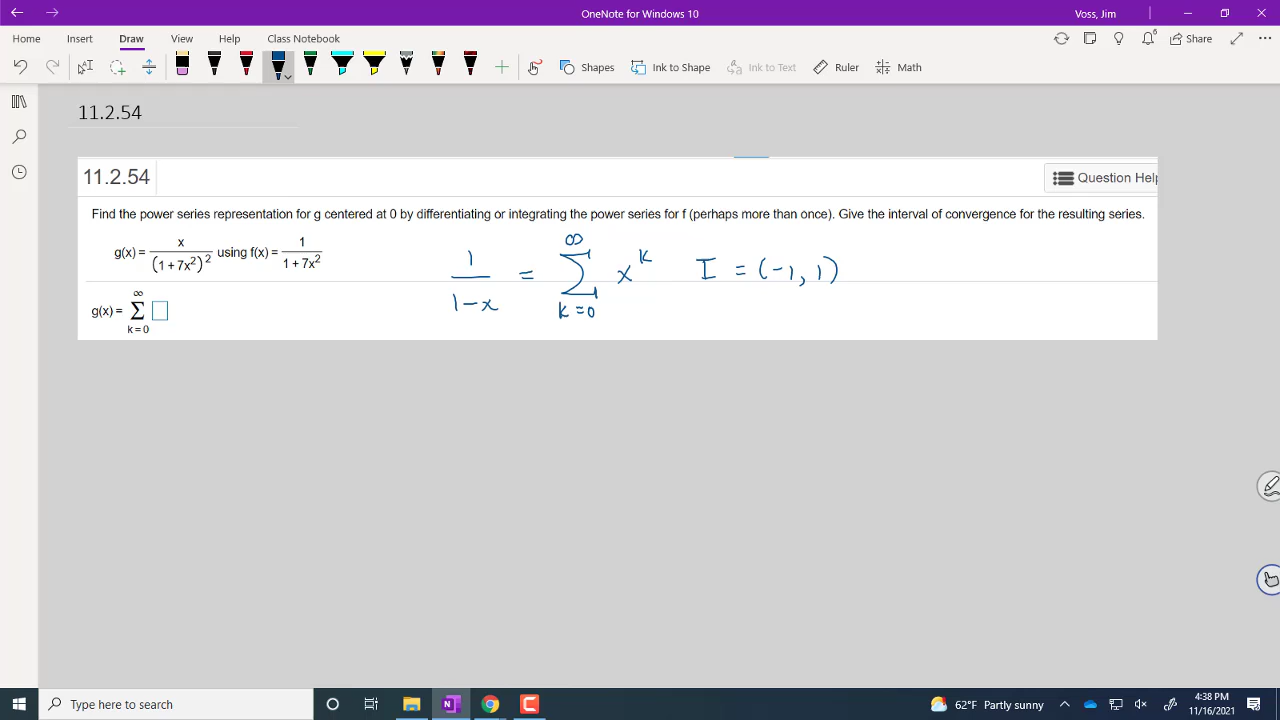 OneNote for Windows 10
Voss, Jim
Home Insert Draw View Help Class Notebook
Share
Shapes Ink to Shape Ink to Text Ruler Math
11.2.54
11.2.54
Question Help
Find the power series representation for g centered at 0 by differentiating or integrating the power series for f (perhaps more than once). Give the interval of convergence for the resulting series.
g(x) = x / (1 + 7x²)² using f(x) = 1 / (1 + 7x²)
1 / (1 - x) = ∞ Σ k = 0 x^k I = (-1, 1)
g(x) = ∞ Σ k = 0
Type here to search
62°F Partly sunny
4:38 PM
11/16/2021
6